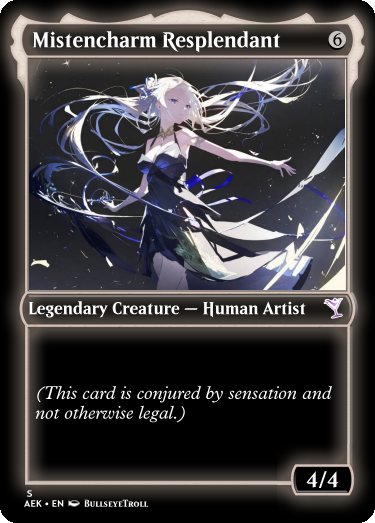 Mistencharm Resplendant 6
Legendary Creature — Human Artist
(This card is conjured by sensation and
not otherwise legal.)
4/4
S
AEK • EN BullseyeTroll